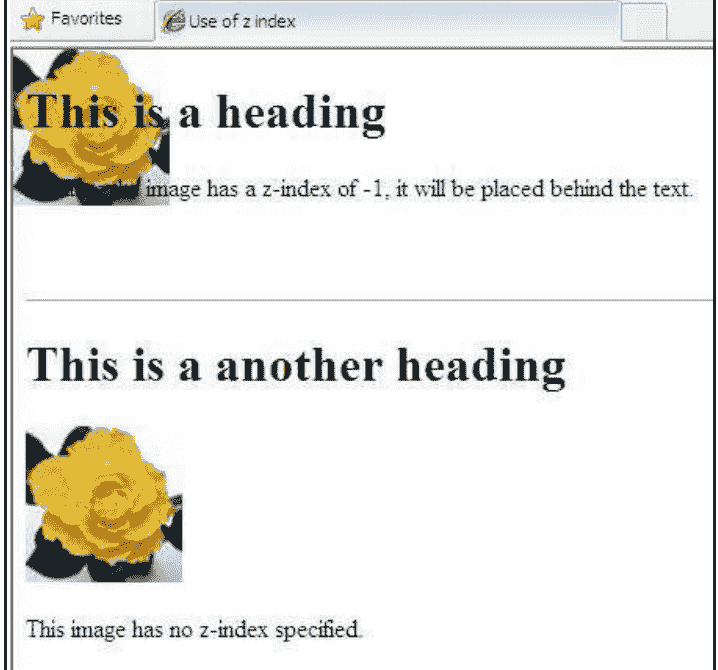 Favorites
Use of z index
This is a heading
image has a z-index of -1, it will be placed behind the text.
This is a another heading
This image has no z-index specified.